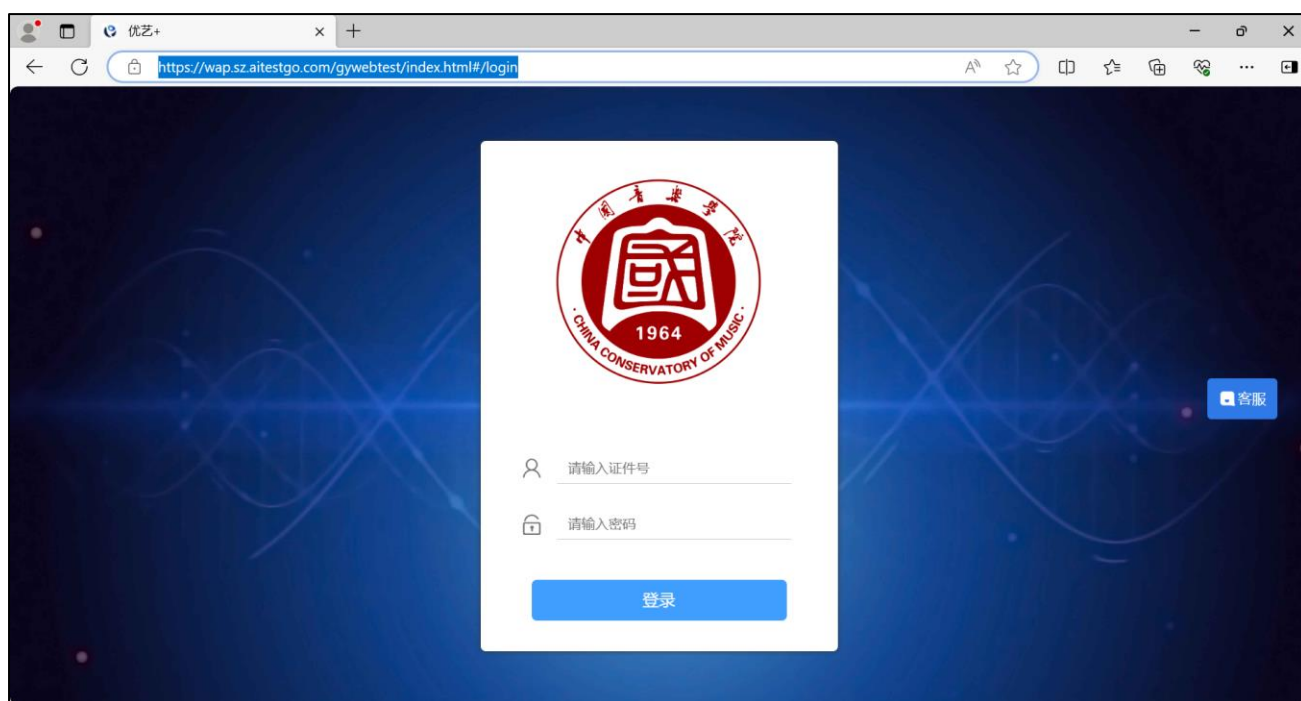 优艺+
https://wap.sz.aitestgo.com/gywebtest/index.html#/login
中国音乐学院
國
1964
· CHINA CONSERVATORY OF MUSIC ·
客服
请输入证件号
请输入密码
登录